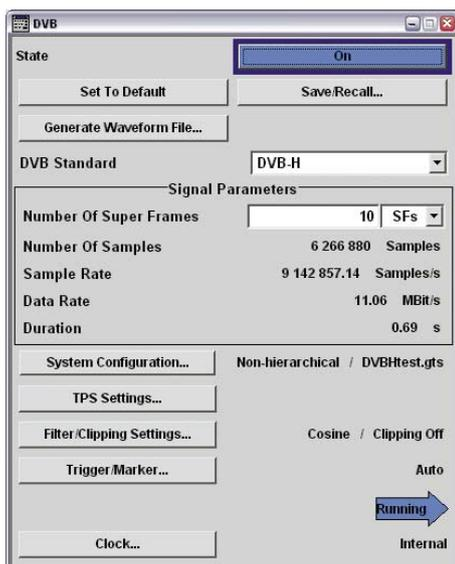 DVB
State On
Set To Default Save/Recall...
Generate Waveform File...
DVB Standard DVB-H
Signal Parameters
Number Of Super Frames 10 SFs
Number Of Samples 6 266 880 Samples
Sample Rate 9 142 857.14 Samples/s
Data Rate 11.06 MBit/s
Duration 0.69 s
System Configuration... Non-hierarchical / DVBHtest.gts
TPS Settings...
Filter/Clipping Settings... Cosine / Clipping Off
Trigger/Marker... Auto
Running
Clock... Internal